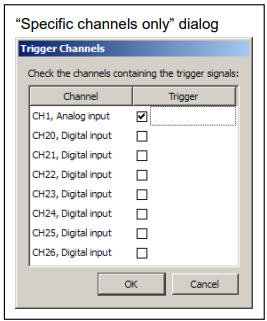 “Specific channels only” dialog
Trigger Channels
Check the channels containing the trigger signals:
Channel Trigger
CH1, Analog input
CH20, Digital input
CH21, Digital input
CH22, Digital input
CH23, Digital input
CH24, Digital input
CH25, Digital input
CH26, Digital input
OK Cancel